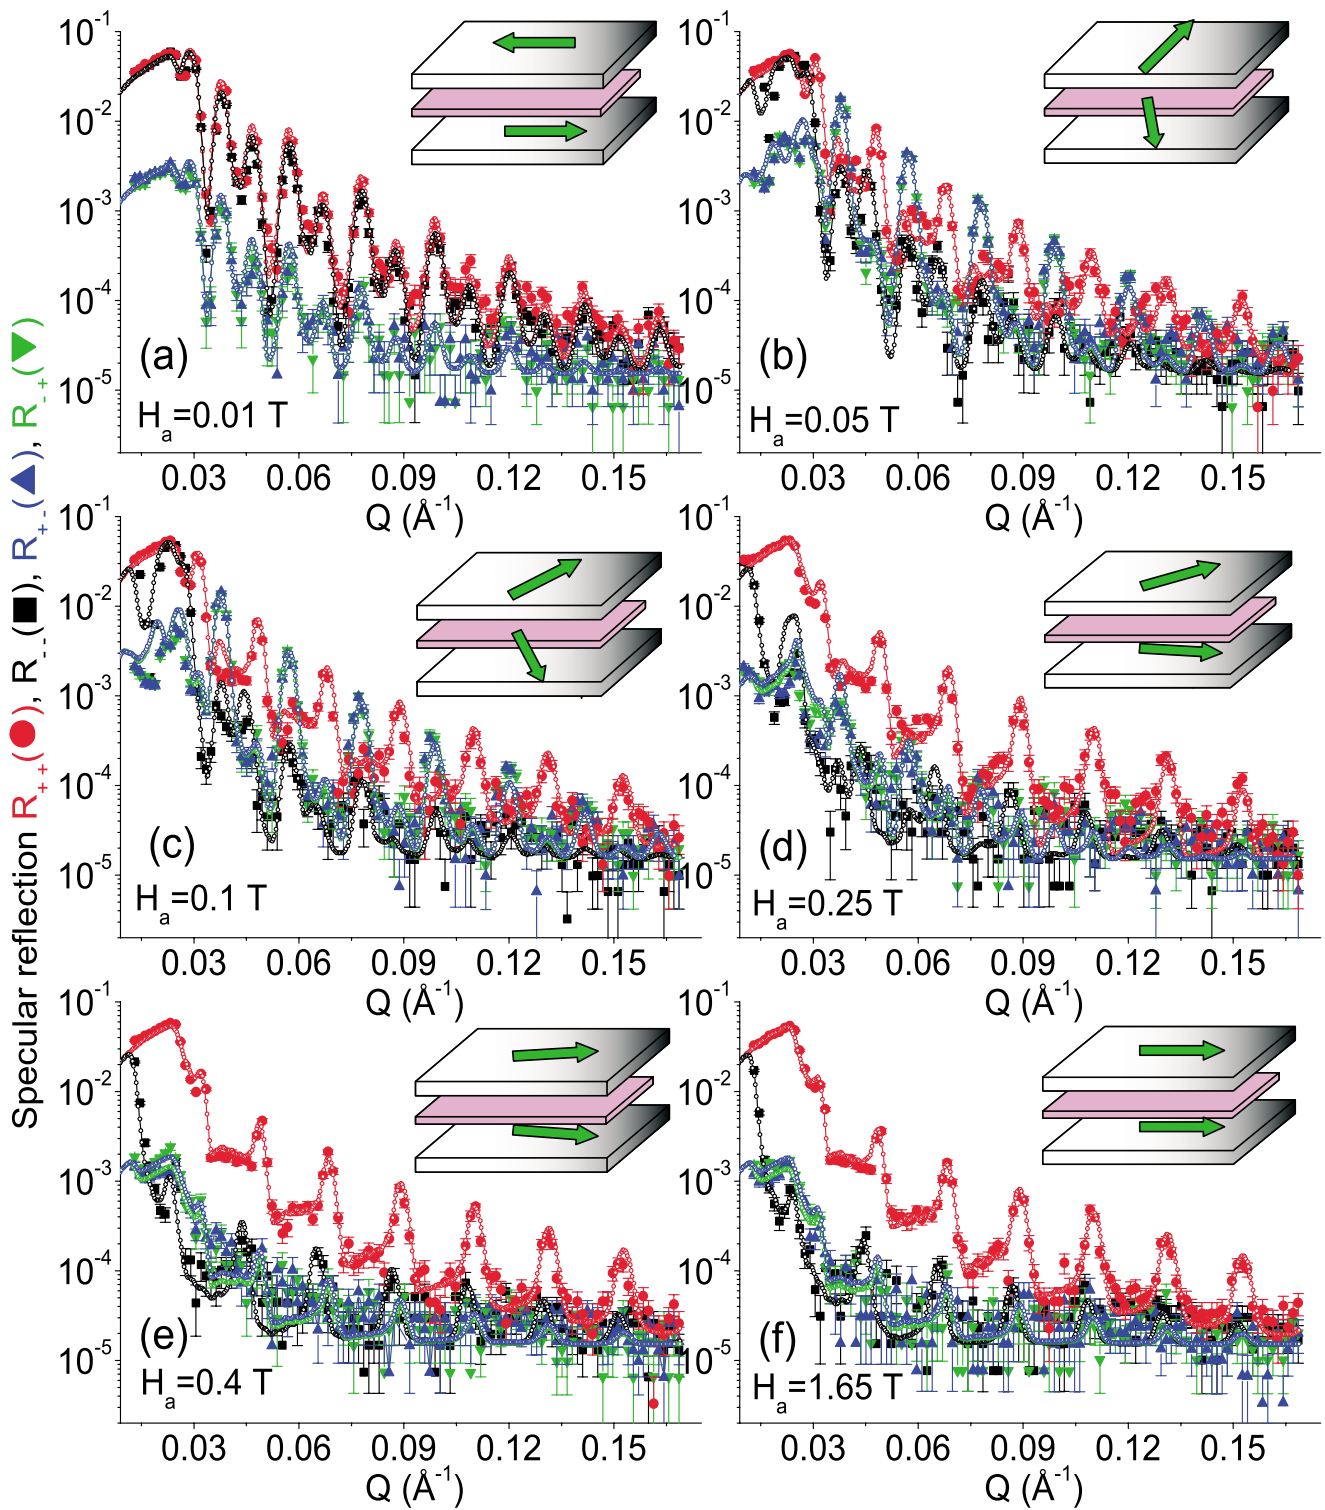 Specular reflection R++(●), R--(■), R+-(▲), R-+(▼)
10-1
10-2
10-3
10-4
10-5
(a)
Ha=0.01 T
0.03 0.06 0.09 0.12 0.15
Q (Å-1)
10-1
10-2
10-3
10-4
10-5
(b)
Ha=0.05 T
0.03 0.06 0.09 0.12 0.15
Q (Å-1)
10-1
10-2
10-3
10-4
10-5
(c)
Ha=0.1 T
0.03 0.06 0.09 0.12 0.15
Q (Å-1)
10-1
10-2
10-3
10-4
10-5
(d)
Ha=0.25 T
0.03 0.06 0.09 0.12 0.15
Q (Å-1)
10-1
10-2
10-3
10-4
10-5
(e)
Ha=0.4 T
0.03 0.06 0.09 0.12 0.15
Q (Å-1)
10-1
10-2
10-3
10-4
10-5
(f)
Ha=1.65 T
0.03 0.06 0.09 0.12 0.15
Q (Å-1)